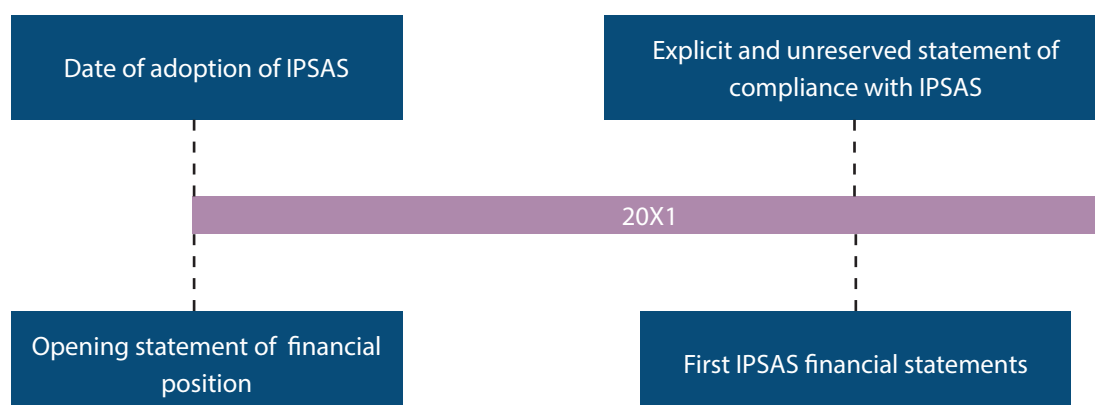 Date of adoption of IPSAS
Explicit and unreserved statement of
compliance with IPSAS
20X1
Opening statement of financial
position
First IPSAS financial statements